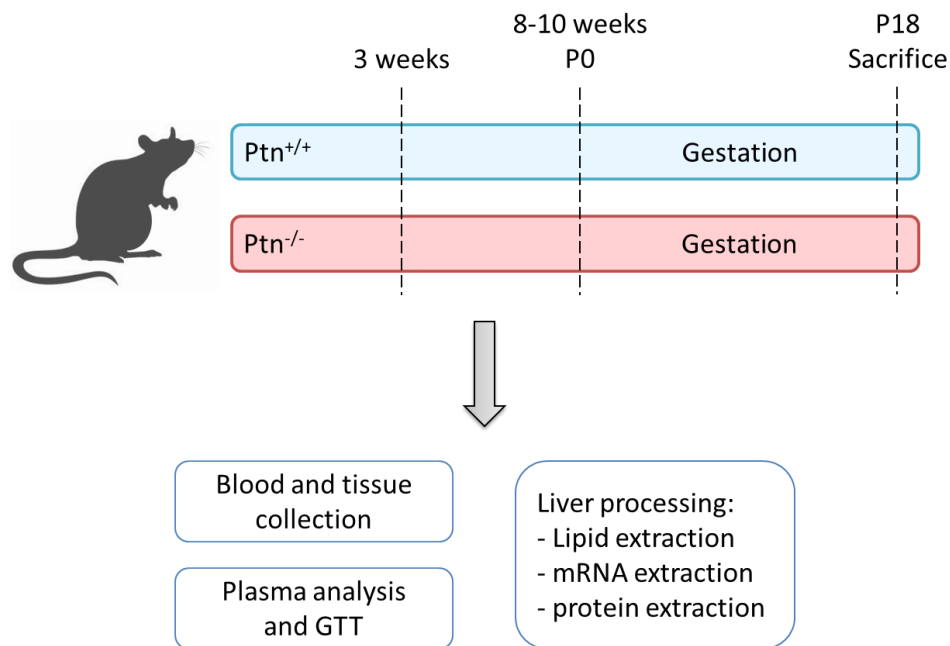 8-10 weeks
P18
3 weeks
P0
Sacrifice
Ptn+/+
Gestation
Ptn-/-
Gestation
Blood and tissue
collection
Plasma analysis
and GTT
Liver processing:
- Lipid extraction
- mRNA extraction
- protein extraction